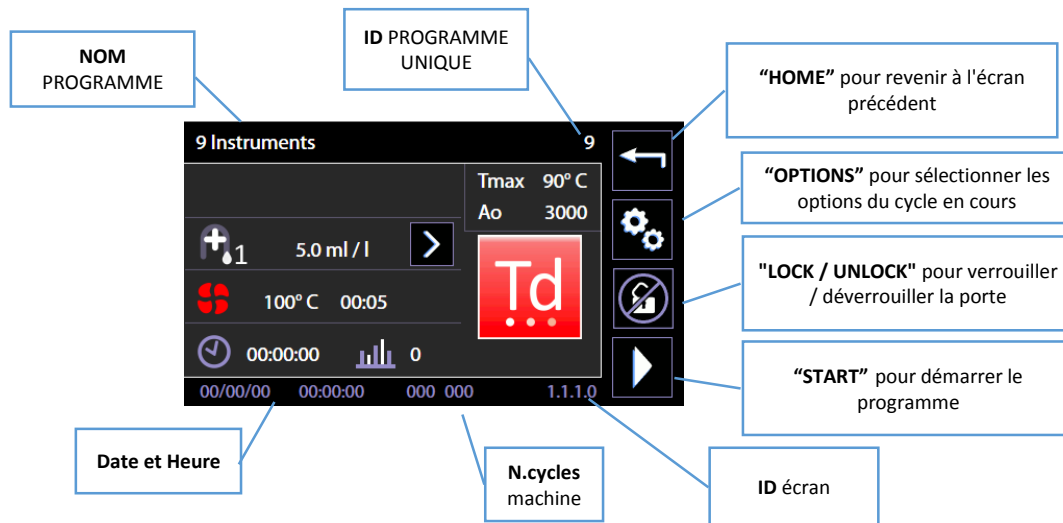 NOM
PROGRAMME
ID PROGRAMME
UNIQUE
“HOME” pour revenir à l'écran
précédent
9 Instruments 9
Tmax 90° C
Ao 3000
“OPTIONS” pour sélectionner les
options du cycle en cours
1 5.0 ml / l
Td
"LOCK / UNLOCK" pour verrouiller
/ déverrouiller la porte
100° C 00:05
00:00:00 0
“START” pour démarrer le
programme
00/00/00 00:00:00 000 000 1.1.1.0
Date et Heure
N.cycles
machine
ID écran